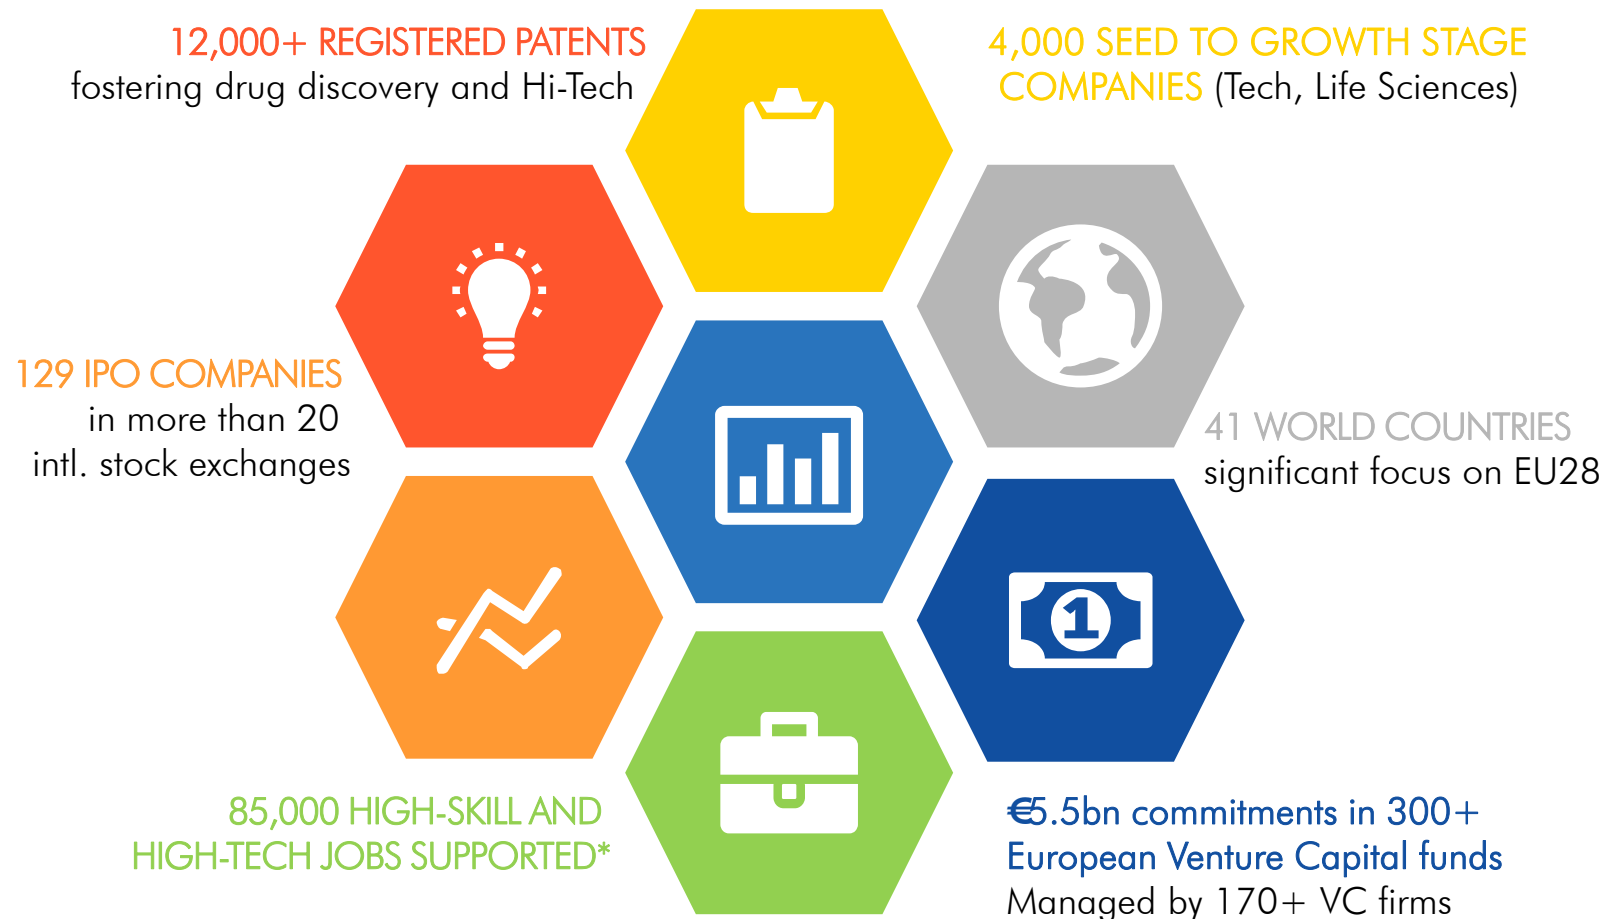 12,000+ REGISTERED PATENTS
fostering drug discovery and Hi-Tech
4,000 SEED TO GROWTH STAGE
COMPANIES (Tech, Life Sciences)
129 IPO COMPANIES
in more than 20
intl. stock exchanges
41 WORLD COUNTRIES
significant focus on EU28
1
85,000 HIGH-SKILL AND
HIGH-TECH JOBS SUPPORTED*
€5.5bn commitments in 300+
European Venture Capital funds
Managed by 170+ VC firms